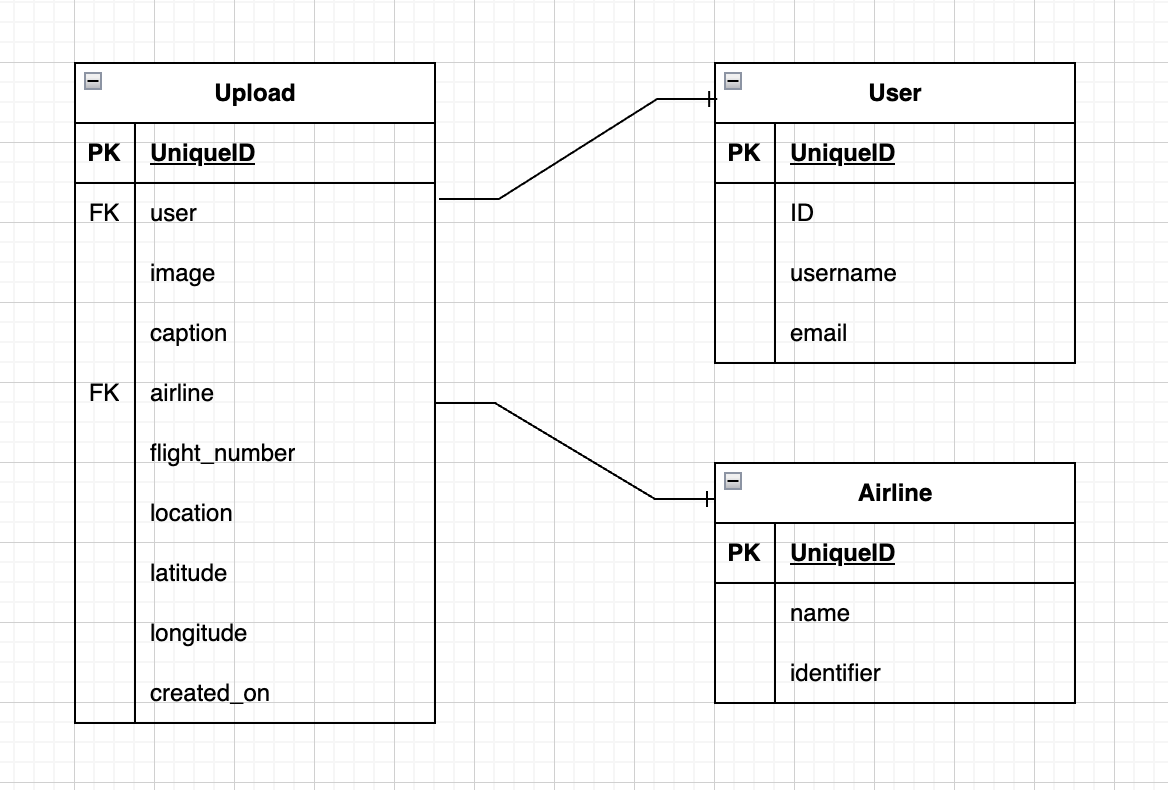 Upload
PK UniqueID
FK user
image
caption
FK airline
flight_number
location
latitude
longitude
created_on
User
PK UniqueID
ID
username
email
Airline
PK UniqueID
name
identifier